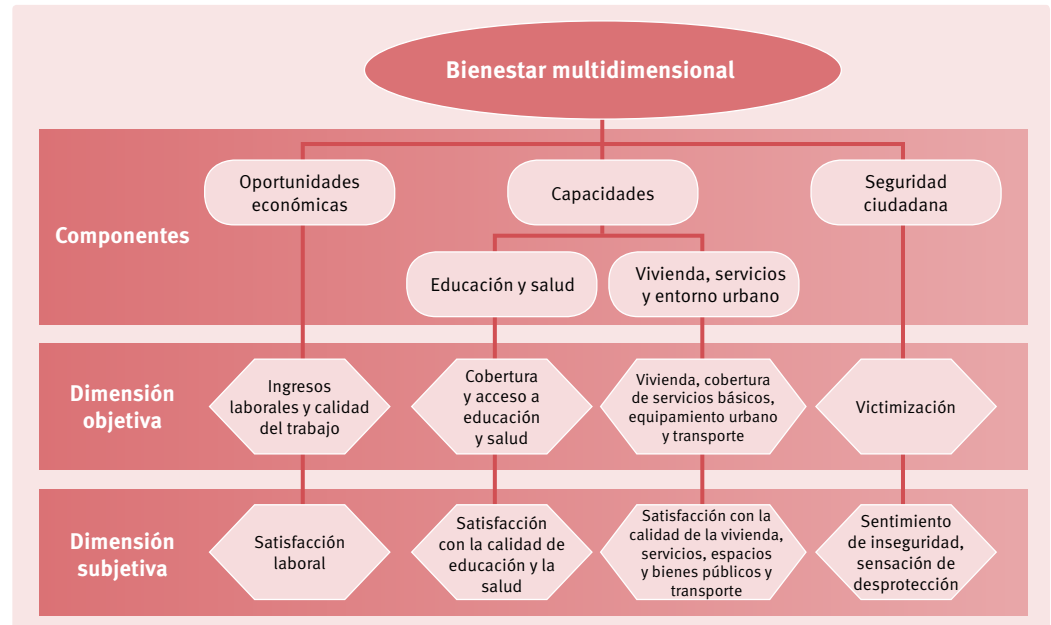 Bienestar multidimensional
Componentes
Oportunidades
económicas
Capacidades
Seguridad
ciudadana
Educación y salud
Vivienda, servicios
y entorno urbano
Dimensión
objetiva
Ingresos
laborales y calidad
del trabajo
Cobertura
y acceso a
educación
y salud
Vivienda, cobertura
de servicios básicos,
equipamiento urbano
y transporte
Victimización
Dimensión
subjetiva
Satisfacción
laboral
Satisfacción
con la calidad de
educación y la
salud
Satisfacción con la
calidad de la vivienda,
servicios, espacios
y bienes públicos y
transporte
Sentimiento
de inseguridad,
sensación de
desprotección